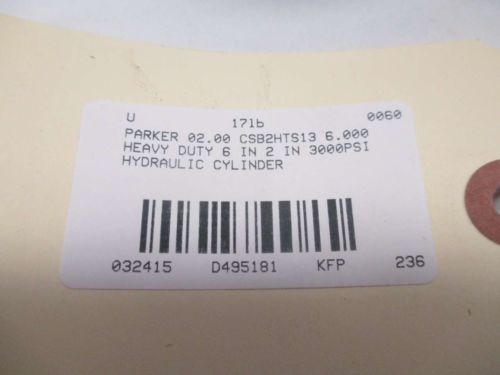 U 171b 0060
PARKER 02.00 CSB2HTS13 6.000
HEAVY DUTY 6 IN 2 IN 3000PSI
HYDRAULIC CYLINDER
032415 D495181 KFP 236